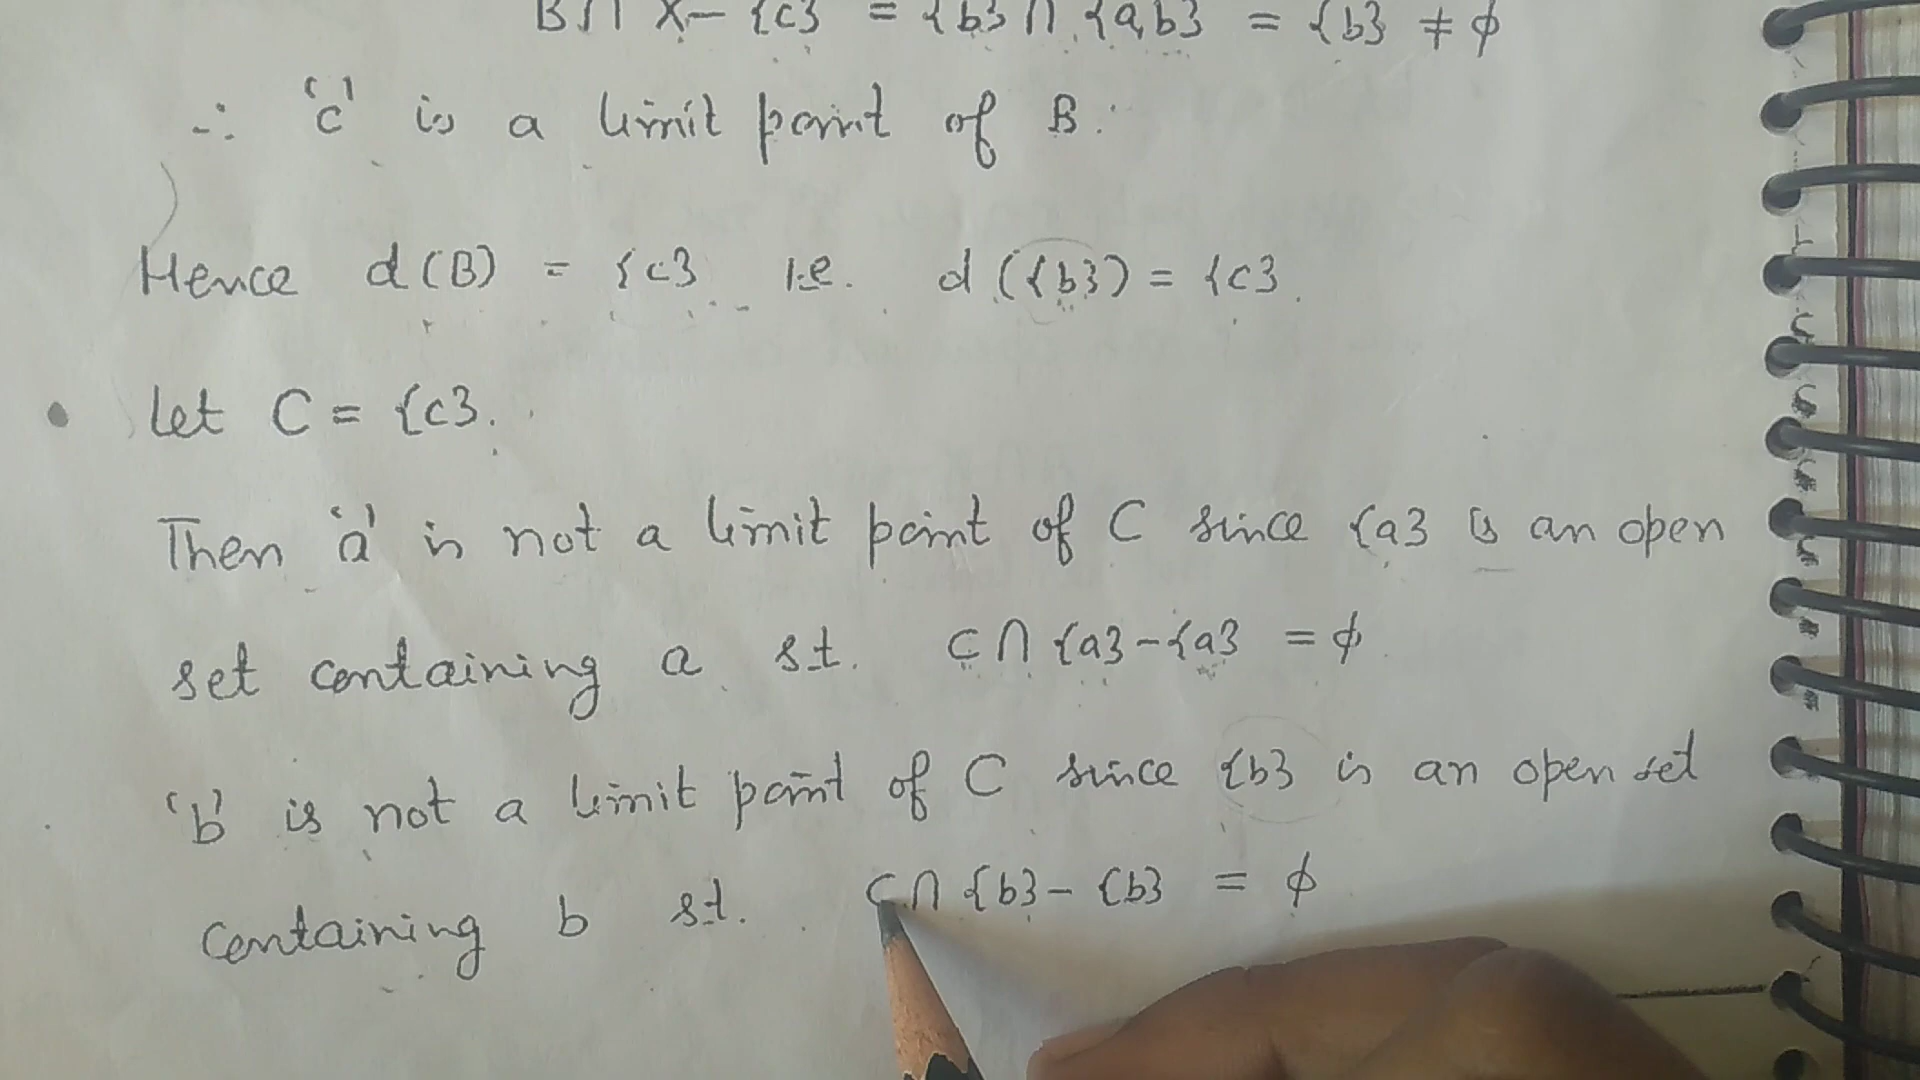 B ∩ X - {c} = {b} ∩ {a, b} = {b} ≠ ϕ
∴ 'c' is a limit point of B.
Hence d(B) = {c} i.e. d({b}) = {c}.
Let C = {c}.
Then 'a' is not a limit point of C since {a} is an open
set containing a s.t. C ∩ {a} - {a} = ϕ
'b' is not a limit point of C since {b} is an open set
containing b s.t. C ∩ {b} - {b} = ϕ